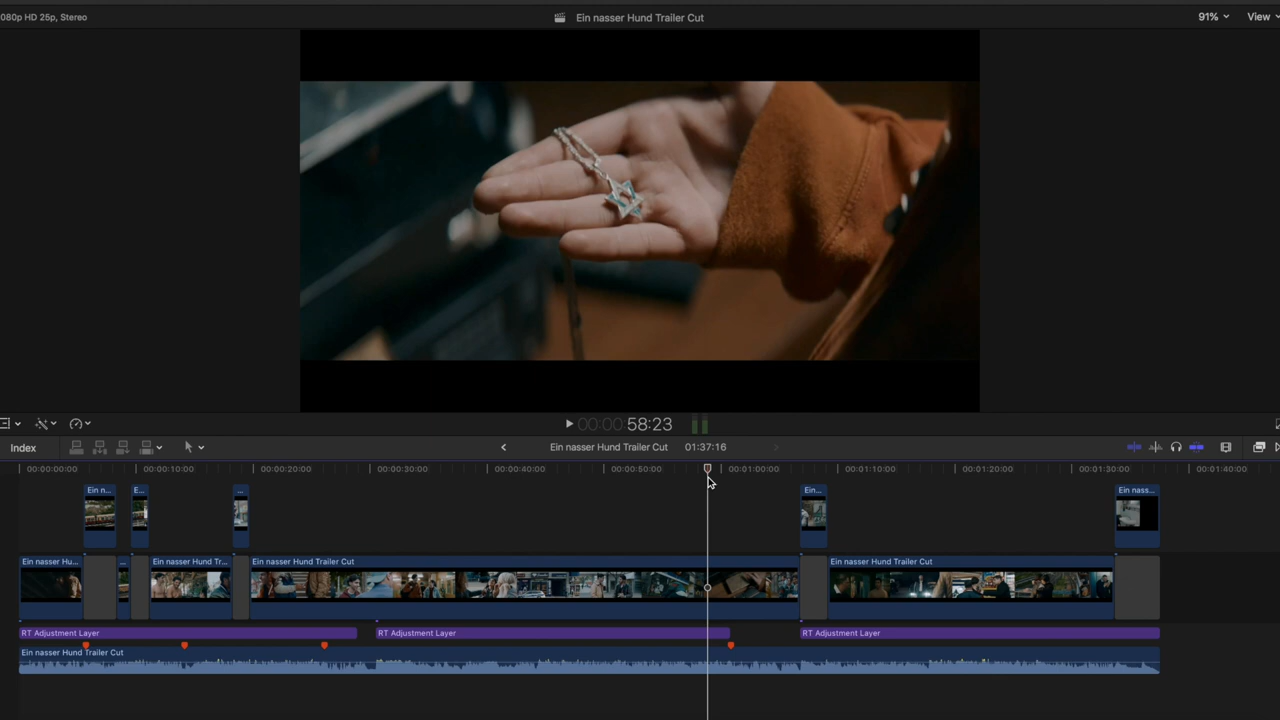 080p HD 25p, Stereo
Ein nasser Hund Trailer Cut
91%
View
00:00:58:23
Index
Ein nasser Hund Trailer Cut
01:37:16
00:00:00:00
00:00:10:00
00:00:20:00
00:00:30:00
00:00:40:00
00:00:50:00
00:01:00:00
00:01:10:00
00:01:20:00
00:01:30:00
00:01:40:00
Ein n...
E...
...
Ein...
Ein nass...
Ein nasser Hu...
...
Ein nasser Hund Tr...
Ein nasser Hund Trailer Cut
Ein nasser Hund Trailer Cut
RT Adjustment Layer
RT Adjustment Layer
RT Adjustment Layer
Ein nasser Hund Trailer Cut